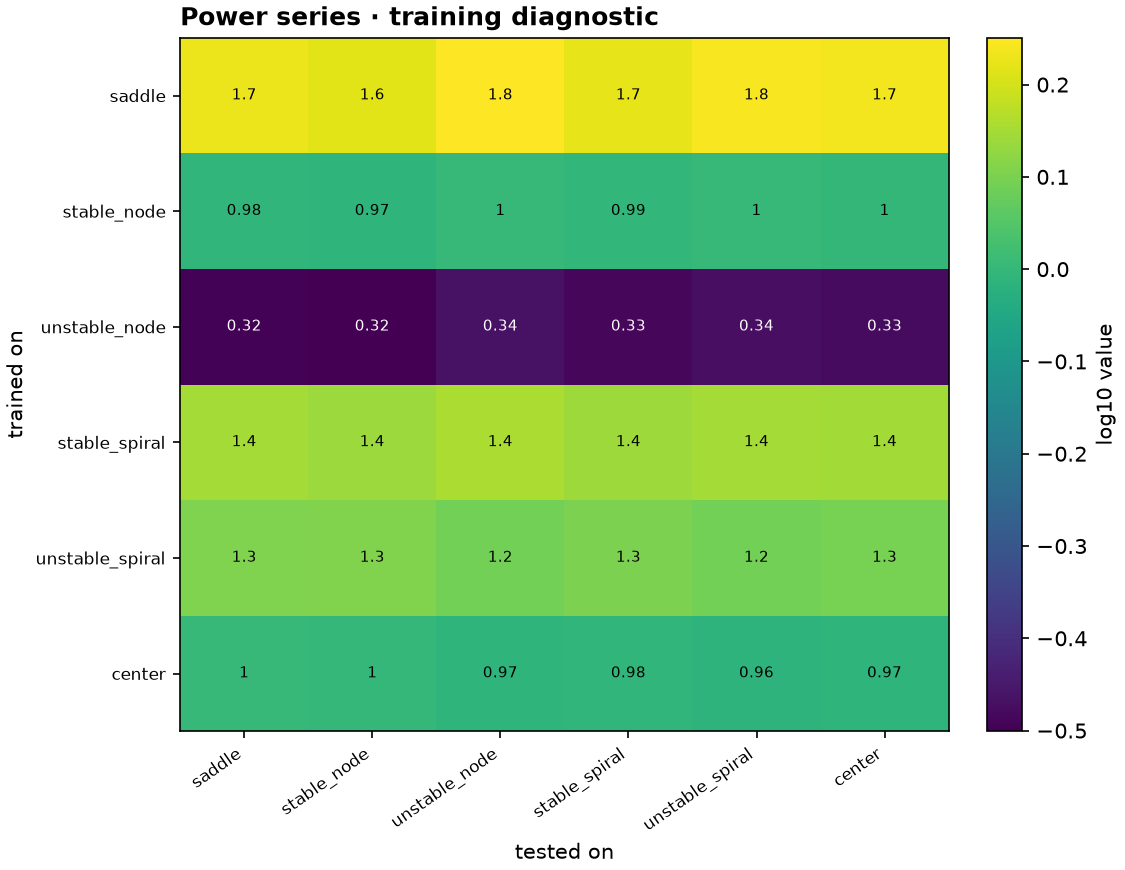 Power series · training diagnostic
trained on
saddle 1.7 1.6 1.8 1.7 1.8 1.7
stable_node 0.98 0.97 1 0.99 1 1
unstable_node 0.32 0.32 0.34 0.33 0.34 0.33
stable_spiral 1.4 1.4 1.4 1.4 1.4 1.4
unstable_spiral 1.3 1.3 1.2 1.3 1.2 1.3
center 1 1 0.97 0.98 0.96 0.97
saddle stable_node unstable_node stable_spiral unstable_spiral center
tested on
0.2
0.1
0.0
−0.1
−0.2
−0.3
−0.4
−0.5
log10 value